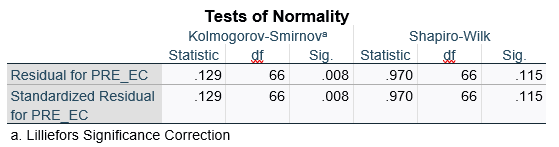 Tests of Normality
Kolmogorov-Smirnovᵃ Shapiro-Wilk
Statistic df Sig. Statistic df Sig.
Residual for PRE_EC .129 66 .008 .970 66 .115
Standardized Residual .129 66 .008 .970 66 .115
for PRE_EC
a. Lilliefors Significance Correction